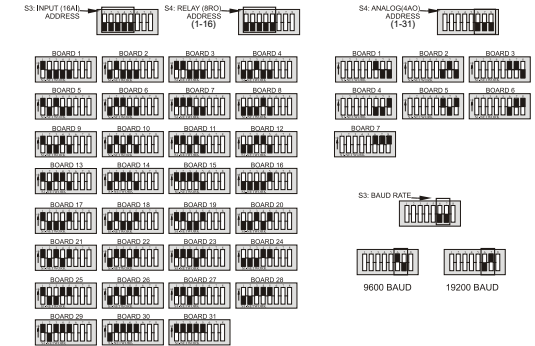 S3: INPUT (16AI) ADDRESS
S4: RELAY (8RO) ADDRESS (1-16)
S4: ANALOG(4AO) ADDRESS (1-31)
BOARD 1 BOARD 2 BOARD 3 BOARD 4
BOARD 5 BOARD 6 BOARD 7 BOARD 8
BOARD 9 BOARD 10 BOARD 11 BOARD 12
BOARD 13 BOARD 14 BOARD 15 BOARD 16
BOARD 17 BOARD 18 BOARD 19 BOARD 20
BOARD 21 BOARD 22 BOARD 23 BOARD 24
BOARD 25 BOARD 26 BOARD 27 BOARD 28
BOARD 29 BOARD 30 BOARD 31
BOARD 1 BOARD 2 BOARD 3
BOARD 4 BOARD 5 BOARD 6
BOARD 7
S3: BAUD RATE
9600 BAUD 19200 BAUD